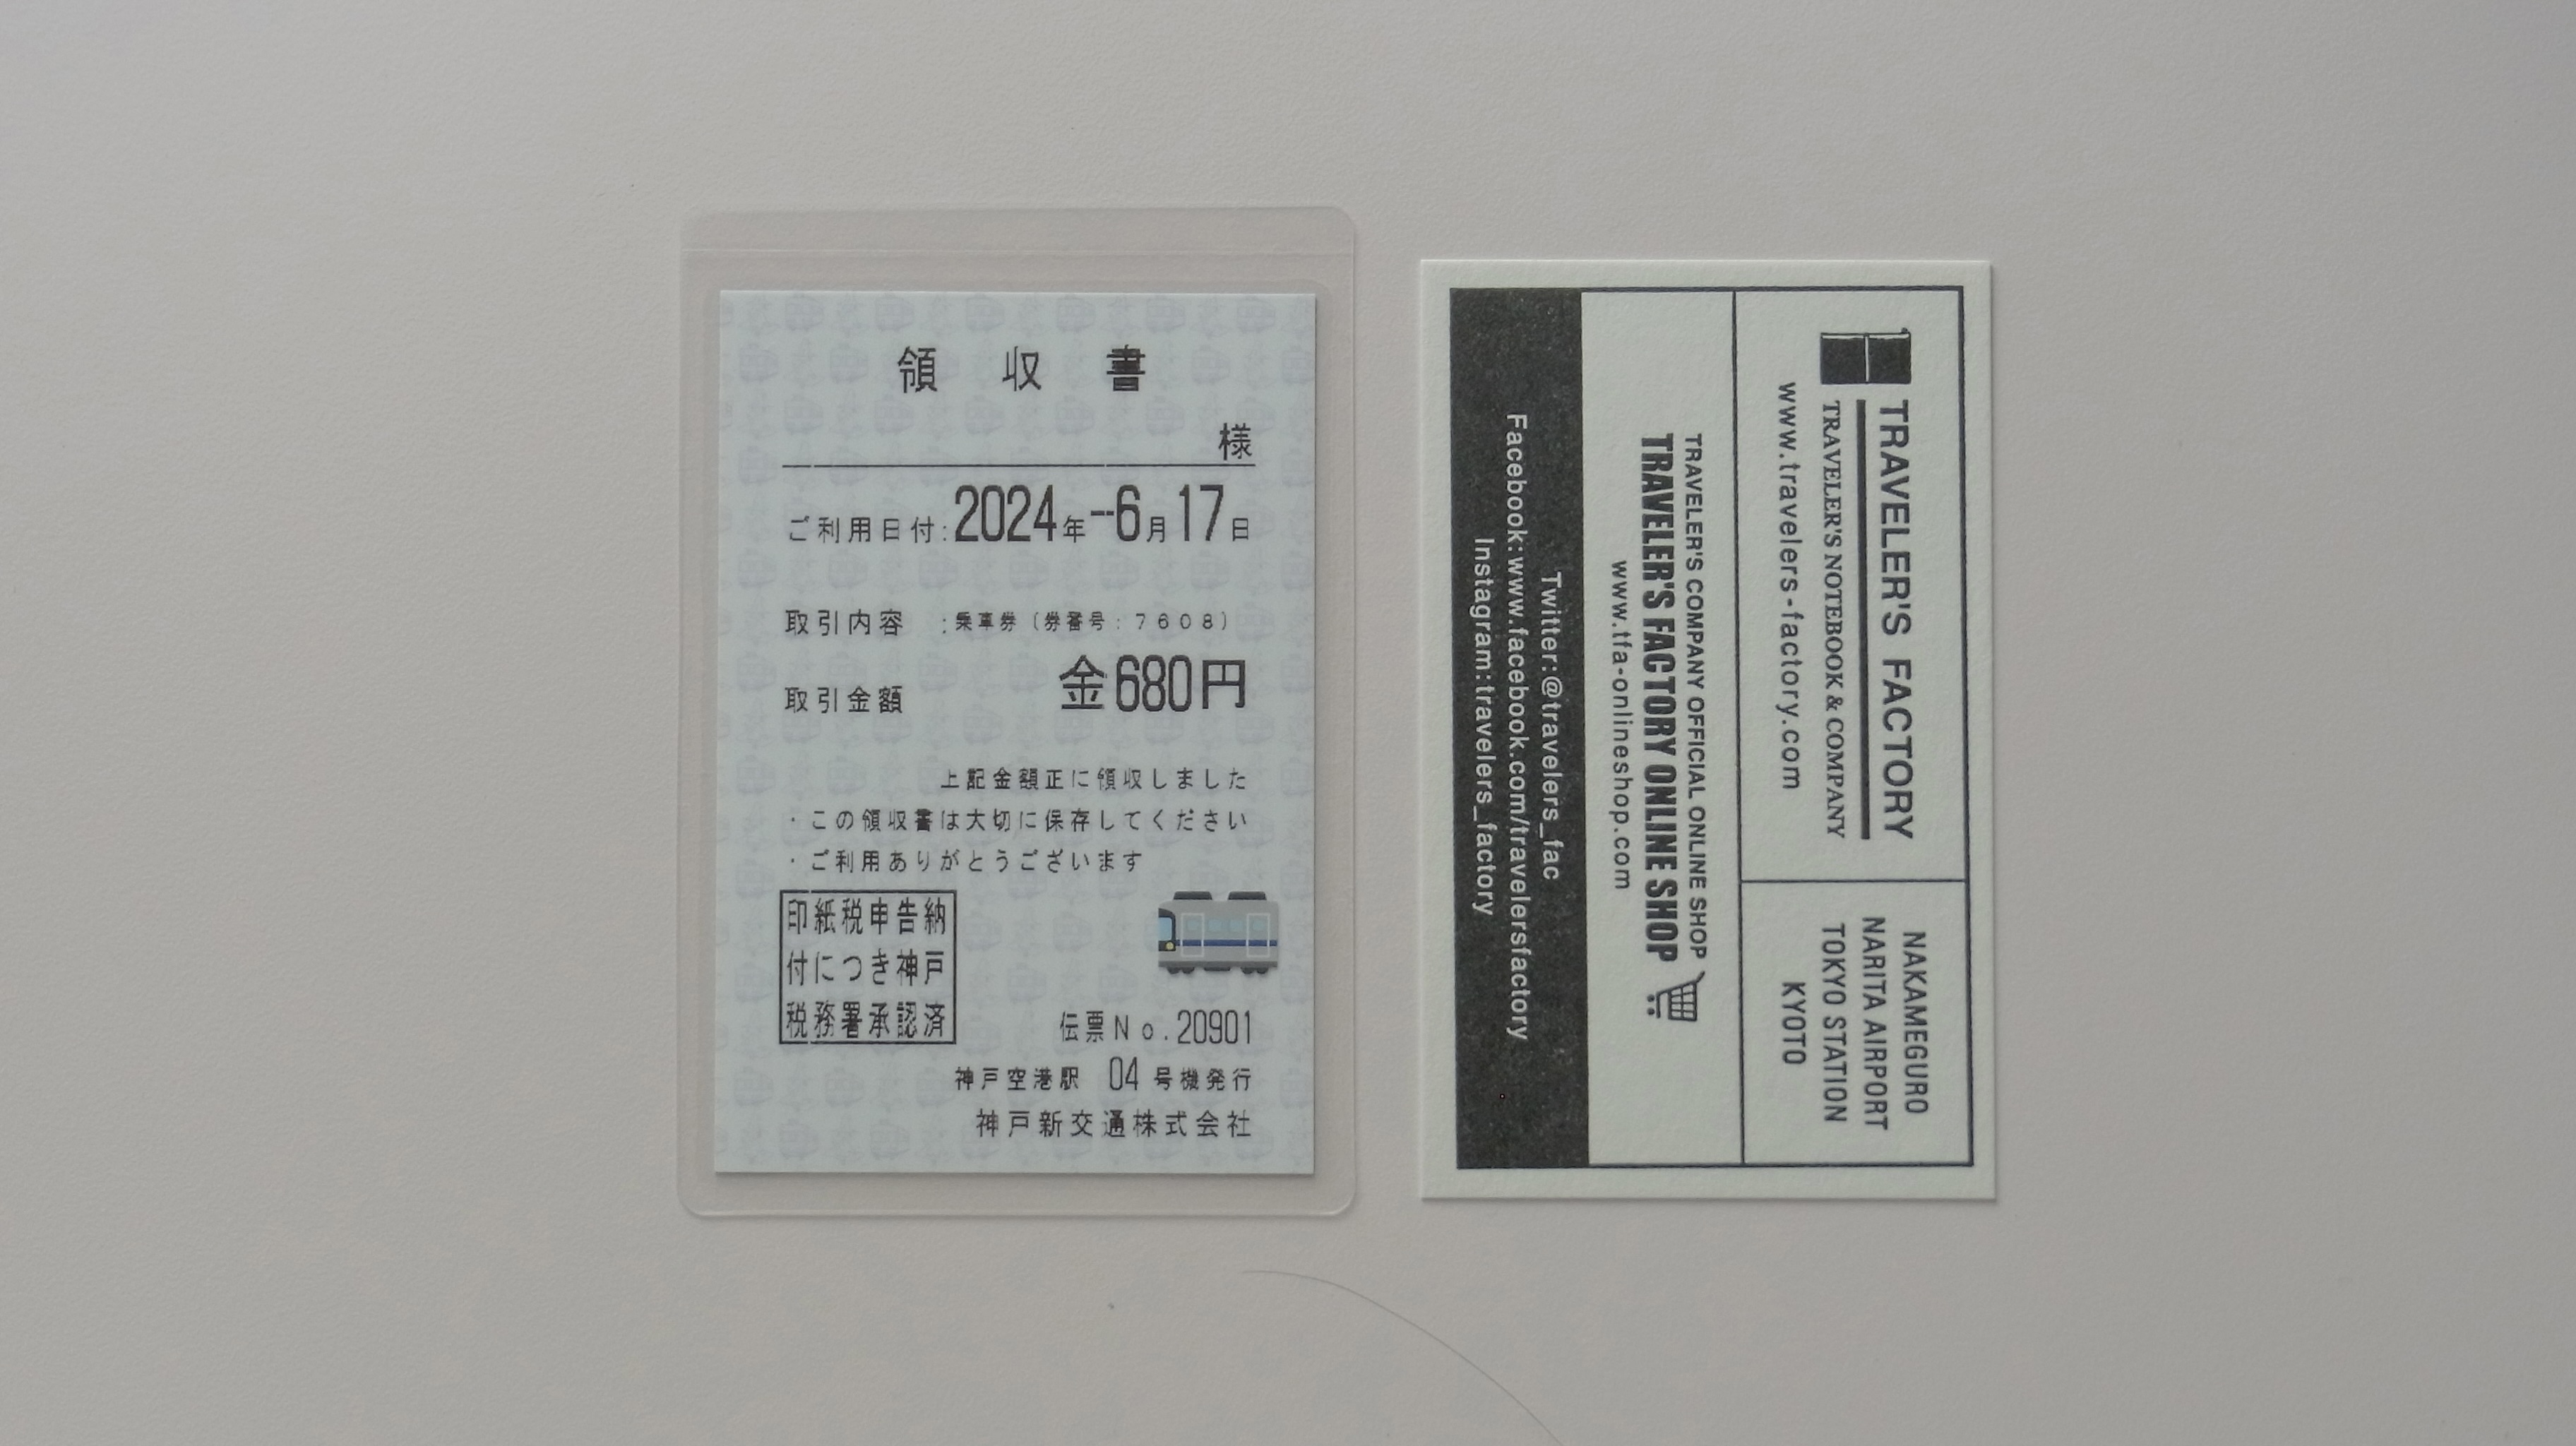 領収書
様
ご利用日付:2024年--6月17日
取引内容 :乗車券(券番号:7608)
取引金額 金680円
上記金額正に領収しました
・この領収書は大切に保存してください
・ご利用ありがとうございます
印紙税申告納
付につき神戸
税務署承認済
伝票No.20901
神戸空港駅 04号機発行
神戸新交通株式会社
TRAVELER'S FACTORY
TRAVELER'S NOTEBOOK & COMPANY
www.travelers-factory.com
NAKAMEGURO
NARITA AIRPORT
TOKYO STATION
KYOTO
TRAVELER'S COMPANY OFFICIAL ONLINE SHOP
TRAVELER'S FACTORY ONLINE SHOP
www.tfa-onlineshop.com
Twitter:@travelers_fac
Facebook:www.facebook.com/travelersfactory
Instagram:travelers_factory